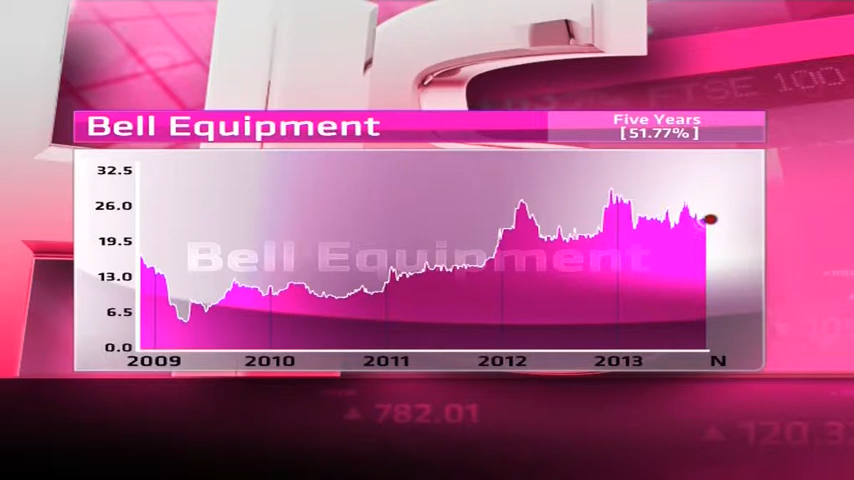 FTSE 100
Bell Equipment
Five Years
[51.77%]
32.5
26.0
19.5
13.0
6.5
0.0
Bell Equipment
2009 2010 2011 2012 2013 N
▲ 782.01